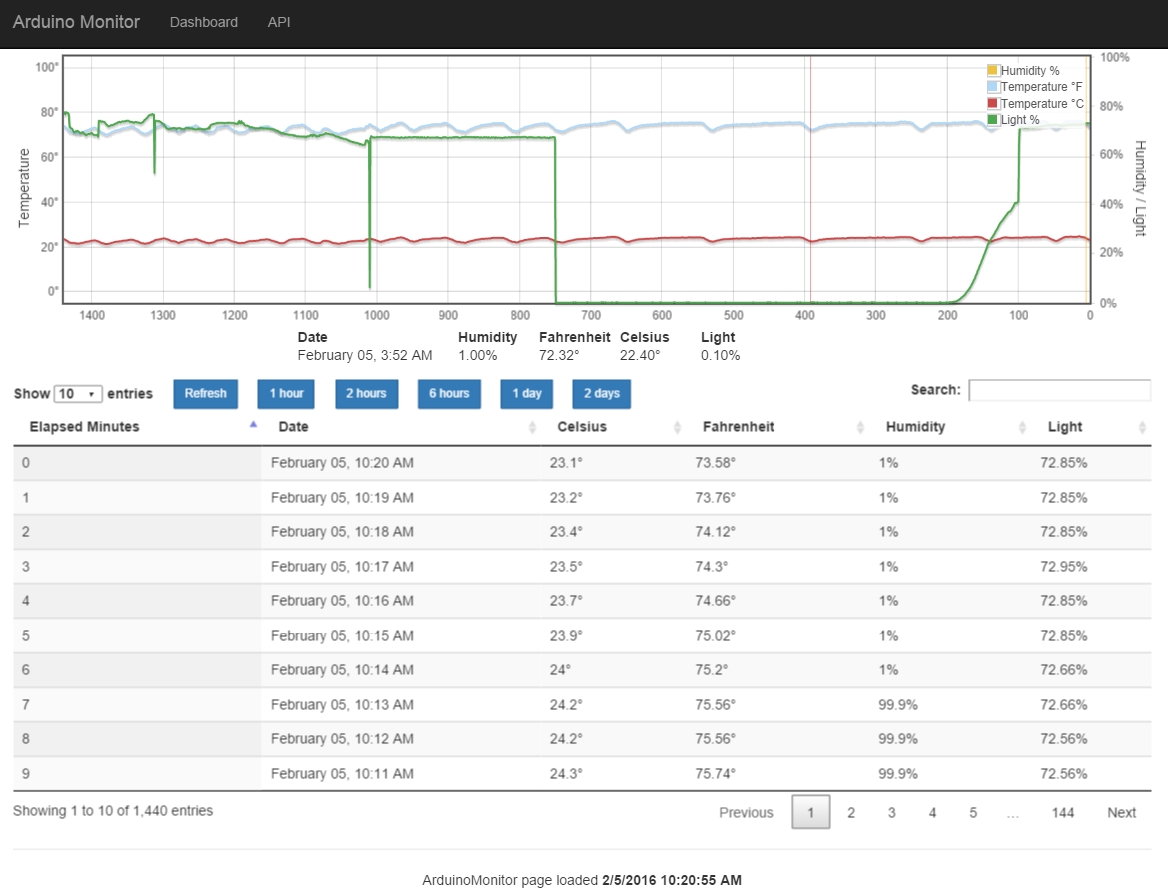 Arduino Monitor Dashboard API
100° 100%
Humidity %
Temperature °F
Temperature °C
Light %
80° 80%
60° 60%
40° 40%
20° 20%
0° 0%
Temperature
Humidity / Light
1400 1300 1200 1100 1000 900 800 700 600 500 400 300 200 100 0
Date Humidity Fahrenheit Celsius Light
February 05, 3:52 AM 1.00% 72.32° 22.40° 0.10%
Show 10 entries Refresh 1 hour 2 hours 6 hours 1 day 2 days Search:
Elapsed Minutes Date Celsius Fahrenheit Humidity Light
0 February 05, 10:20 AM 23.1° 73.58° 1% 72.85%
1 February 05, 10:19 AM 23.2° 73.76° 1% 72.85%
2 February 05, 10:18 AM 23.4° 74.12° 1% 72.85%
3 February 05, 10:17 AM 23.5° 74.3° 1% 72.95%
4 February 05, 10:16 AM 23.7° 74.66° 1% 72.85%
5 February 05, 10:15 AM 23.9° 75.02° 1% 72.85%
6 February 05, 10:14 AM 24° 75.2° 1% 72.66%
7 February 05, 10:13 AM 24.2° 75.56° 99.9% 72.66%
8 February 05, 10:12 AM 24.2° 75.56° 99.9% 72.56%
9 February 05, 10:11 AM 24.3° 75.74° 99.9% 72.56%
Showing 1 to 10 of 1,440 entries Previous 1 2 3 4 5 ... 144 Next
ArduinoMonitor page loaded 2/5/2016 10:20:55 AM